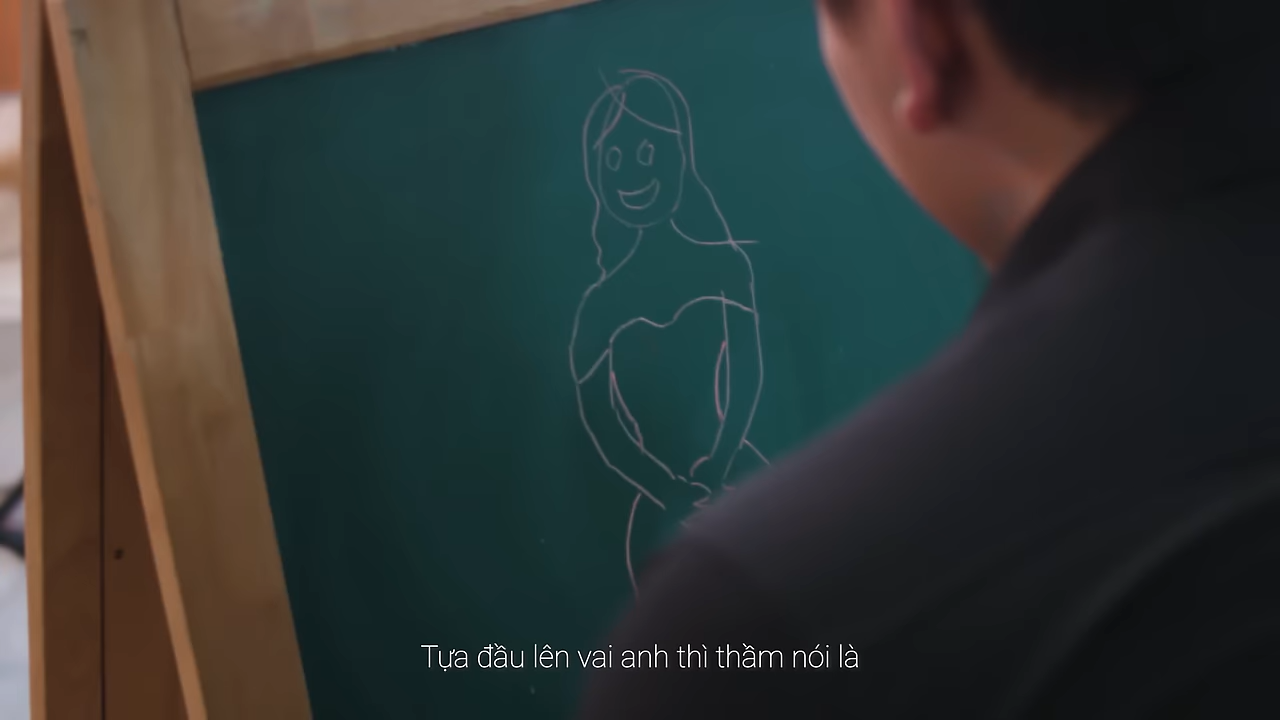 Tựa đầu lên vai anh thì thầm nói là